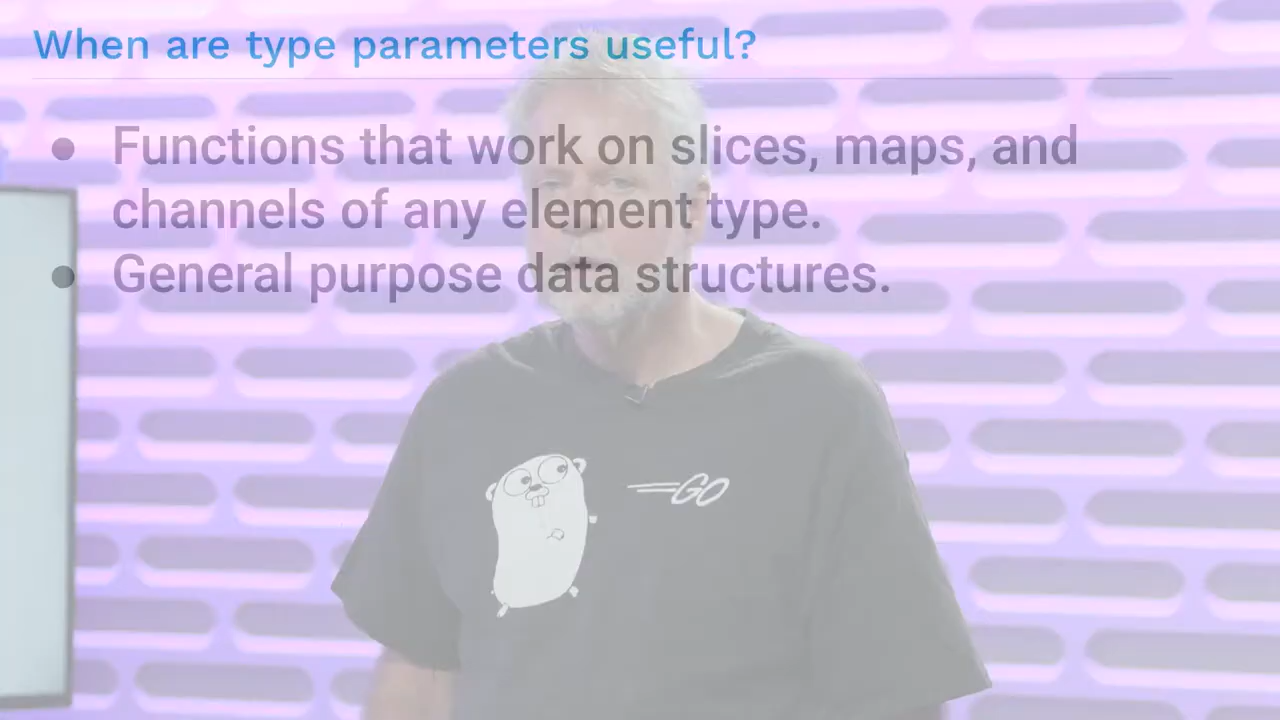 When are type parameters useful?
● Functions that work on slices, maps, and
channels of any element type.
● General purpose data structures.
GO